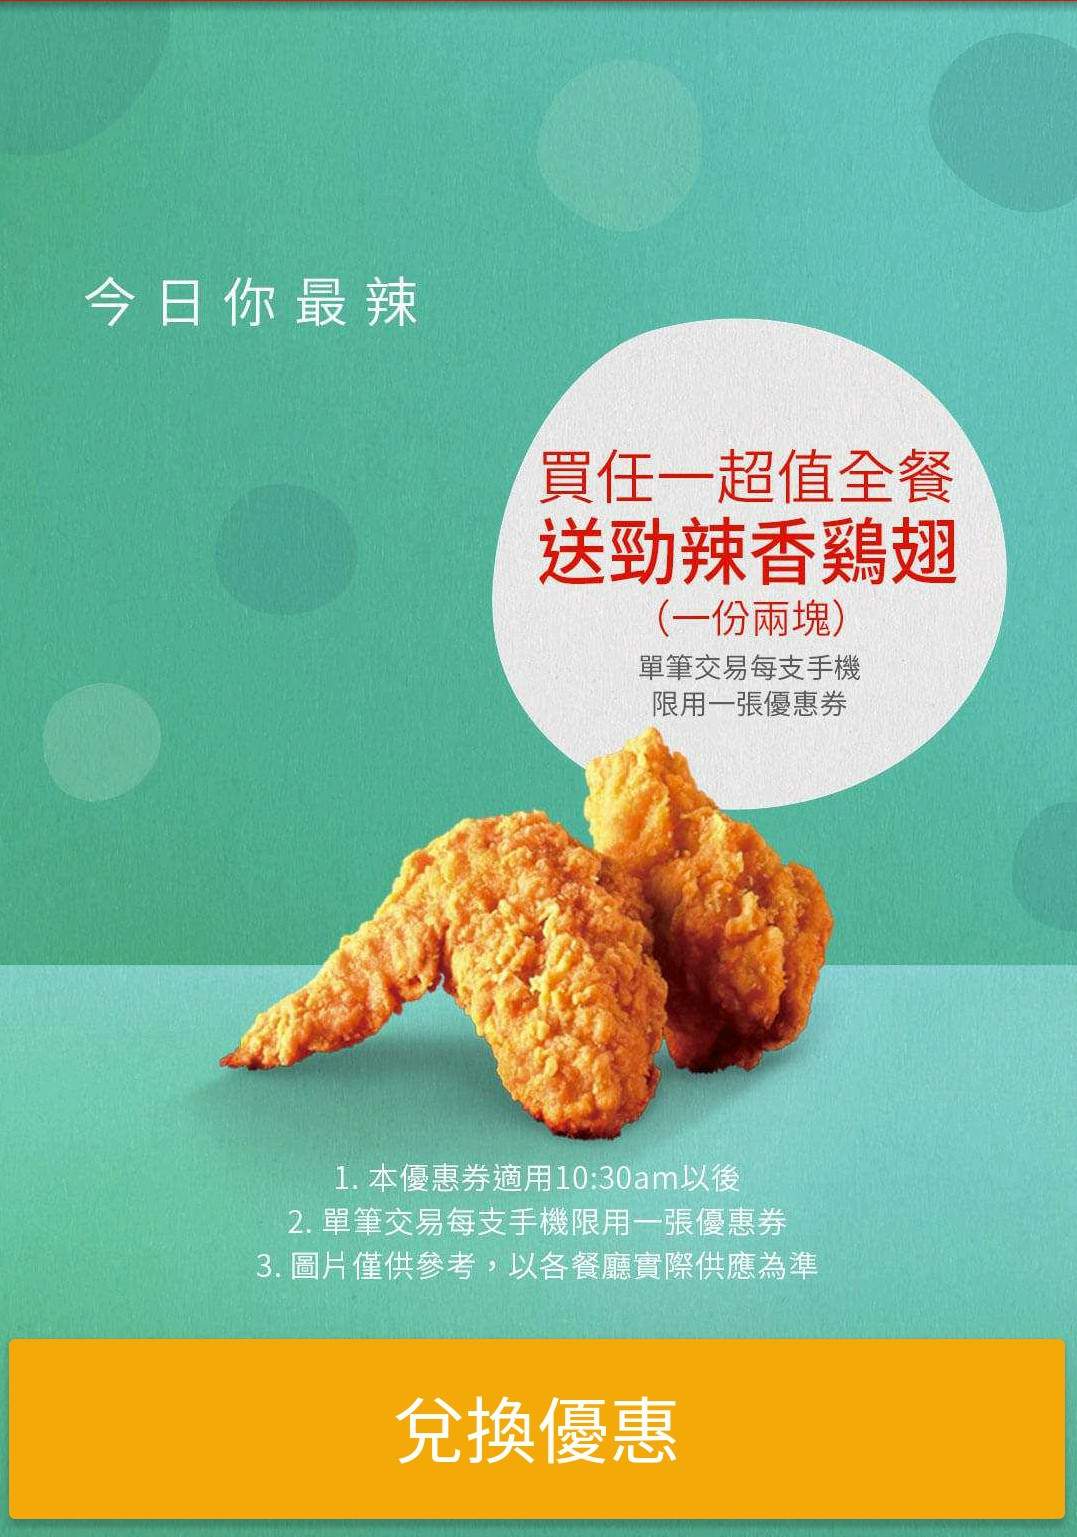 今日你最辣
買任一超值全餐
送勁辣香鷄翅
（一份兩塊）
單筆交易每支手機
限用一張優惠券
1. 本優惠券適用10:30am以後
2. 單筆交易每支手機限用一張優惠券
3. 圖片僅供參考，以各餐廳實際供應為準
兌換優惠